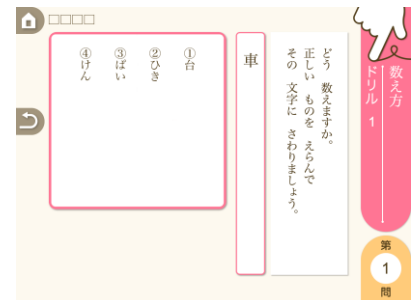 □□□□
数え方
ドリル 1
第
1
問
どう 数えますか。
正しい ものを えらんで
その 文字に さわりましょう。
車
①台
②ひき
③ばい
④けん